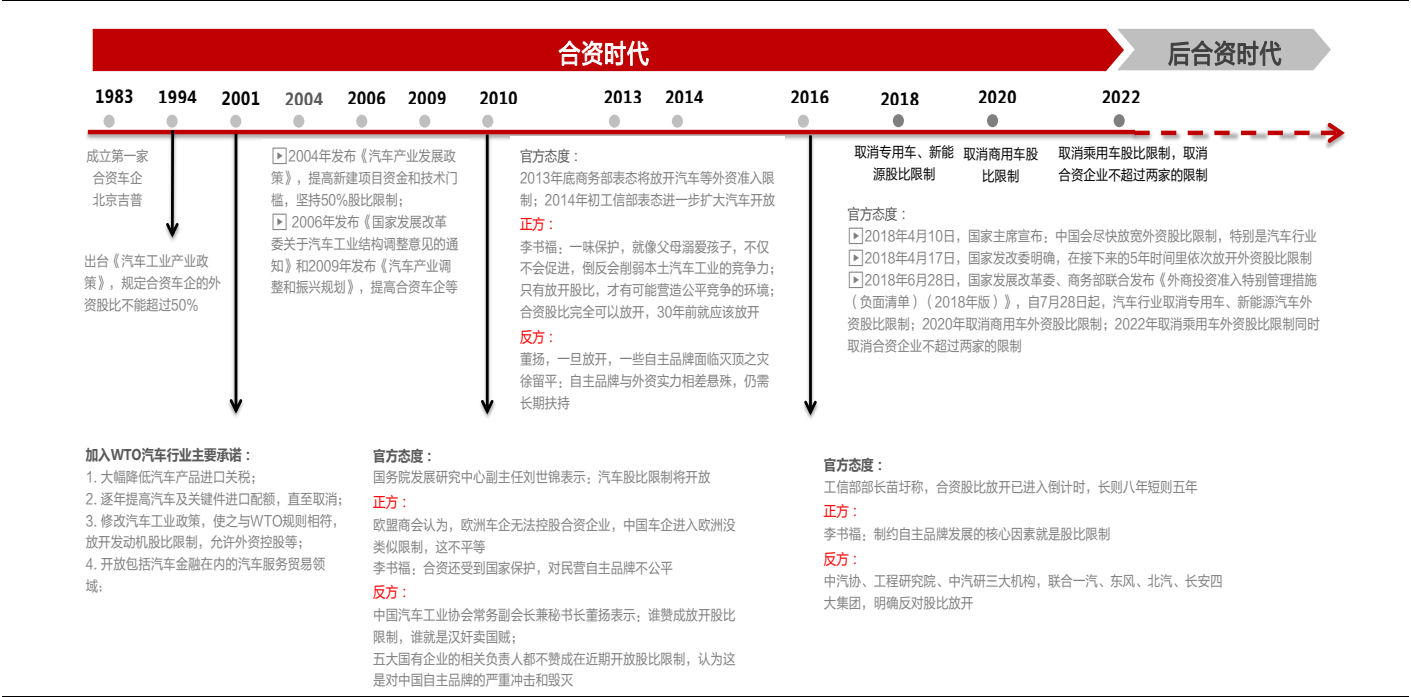 合资时代
后合资时代
1983
1994
2001
2004
2006
2009
2010
2013
2014
2016
2018
2020
2022
成立第一家
合资车企
北京吉普
出台《汽车工业产业政
策》，规定合资车企的外
资股比不能超过50%
2004年发布《汽车产业发展政
策》，提高新建项目资金和技术门
槛，坚持50%股比限制；
2006年发布《国家发展改革
委关于汽车工业结构调整意见的通
知》和2009年发布《汽车产业调
整和振兴规划》，提高合资车企等
官方态度：
2013年底商务部表态将放开汽车等外资准入限
制；2014年初工信部表态进一步扩大汽车开放
正方：
李书福：一味保护，就像父母溺爱孩子，不仅
不会促进，倒反会削弱本土汽车工业的竞争力；
只有放开股比，才有可能营造公平竞争的环境；
合资股比完全可以放开，30年前就应该放开
反方：
董扬，一旦放开，一些自主品牌面临灭顶之灾
徐留平：自主品牌与外资实力相差悬殊，仍需
长期扶持
取消专用车、新能
源股比限制
取消商用车股
比限制
取消乘用车股比限制，取消
合资企业不超过两家的限制
官方态度：
2018年4月10日，国家主席宣布：中国会尽快放宽外资股比限制，特别是汽车行业
2018年4月17日，国家发改委明确，在接下来的5年时间里依次放开外资股比限制
2018年6月28日，国家发展改革委、商务部联合发布《外商投资准入特别管理措施
（负面清单）（2018年版）》，自7月28日起，汽车行业取消专用车、新能源汽车外
资股比限制；2020年取消商用车外资股比限制；2022年取消乘用车外资股比限制同时
取消合资企业不超过两家的限制
加入WTO汽车行业主要承诺：
1. 大幅降低汽车产品进口关税；
2. 逐年提高汽车及关键件进口配额，直至取消；
3. 修改汽车工业政策，使之与WTO规则相符，
放开发动机股比限制，允许外资控股等；
4. 开放包括汽车金融在内的汽车服务贸易领
域；
官方态度：
国务院发展研究中心副主任刘世锦表示：汽车股比限制将开放
正方：
欧盟商会认为，欧洲车企无法控股合资企业，中国车企进入欧洲没
类似限制，这不平等
李书福：合资还受到国家保护，对民营自主品牌不公平
反方：
中国汽车工业协会常务副会长兼秘书长董扬表示：谁赞成放开股比
限制，谁就是汉奸卖国贼；
五大国有企业的相关负责人都不赞成在近期开放股比限制，认为这
是对中国自主品牌的严重冲击和毁灭
官方态度：
工信部部长苗圩称，合资股比放开已进入倒计时，长则八年短则五年
正方：
李书福：制约自主品牌发展的核心因素就是股比限制
反方：
中汽协、工程研究院、中汽研三大机构，联合一汽、东风、北汽、长安四
大集团，明确反对股比放开